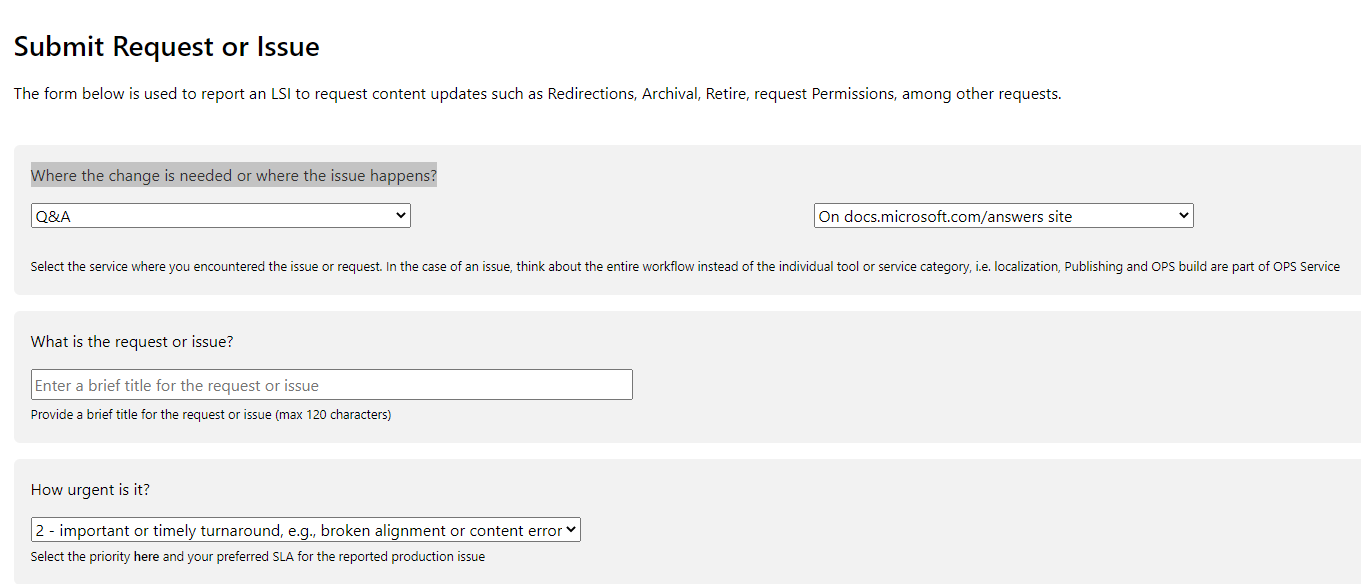 Submit Request or Issue
The form below is used to report an LSI to request content updates such as Redirections, Archival, Retire, request Permissions, among other requests.
Where the change is needed or where the issue happens?
Q&A
On docs.microsoft.com/answers site
Select the service where you encountered the issue or request. In the case of an issue, think about the entire workflow instead of the individual tool or service category, i.e. localization, Publishing and OPS build are part of OPS Service
What is the request or issue?
Enter a brief title for the request or issue
Provide a brief title for the request or issue (max 120 characters)
How urgent is it?
2 - important or timely turnaround, e.g., broken alignment or content error
Select the priority here and your preferred SLA for the reported production issue